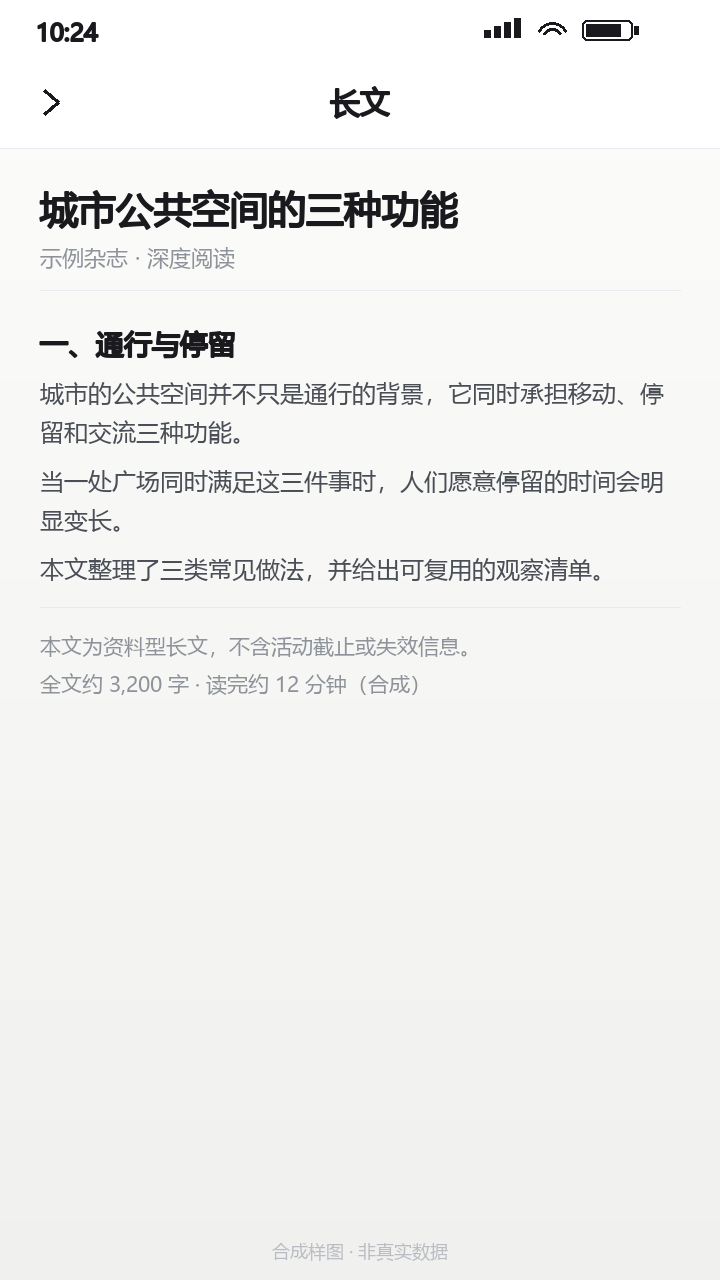 10:24
长文
城市公共空间的三种功能
示例杂志 · 深度阅读
一、通行与停留
城市的公共空间并不只是通行的背景，它同时承担移动、停
留和交流三种功能。
当一处广场同时满足这三件事时，人们愿意停留的时间会明
显变长。
本文整理了三类常见做法，并给出可复用的观察清单。
本文为资料型长文，不含活动截止或失效信息。
全文约 3,200 字 · 读完约 12 分钟（合成）
合成样图 · 非真实数据